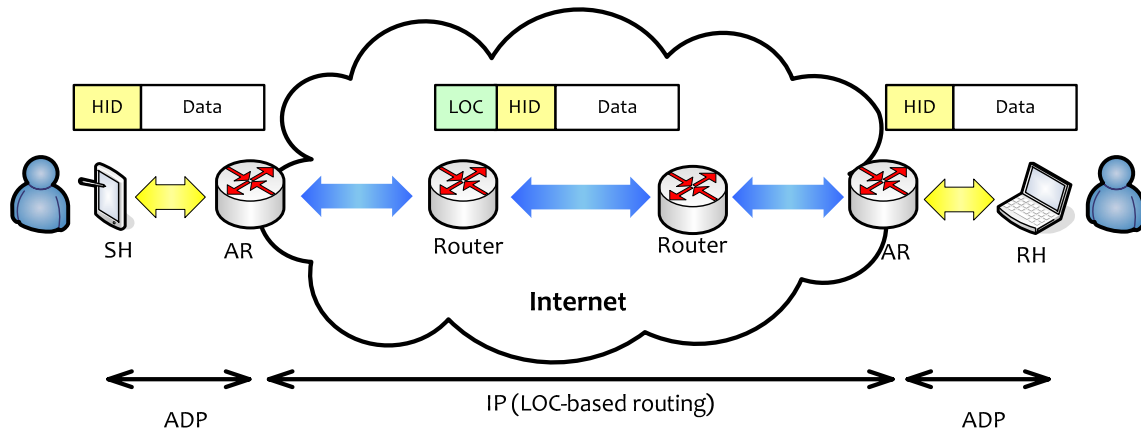 HID Data
LOC HID Data
HID Data
SH
AR
Router
Router
AR
RH
Internet
ADP
IP (LOC-based routing)
ADP